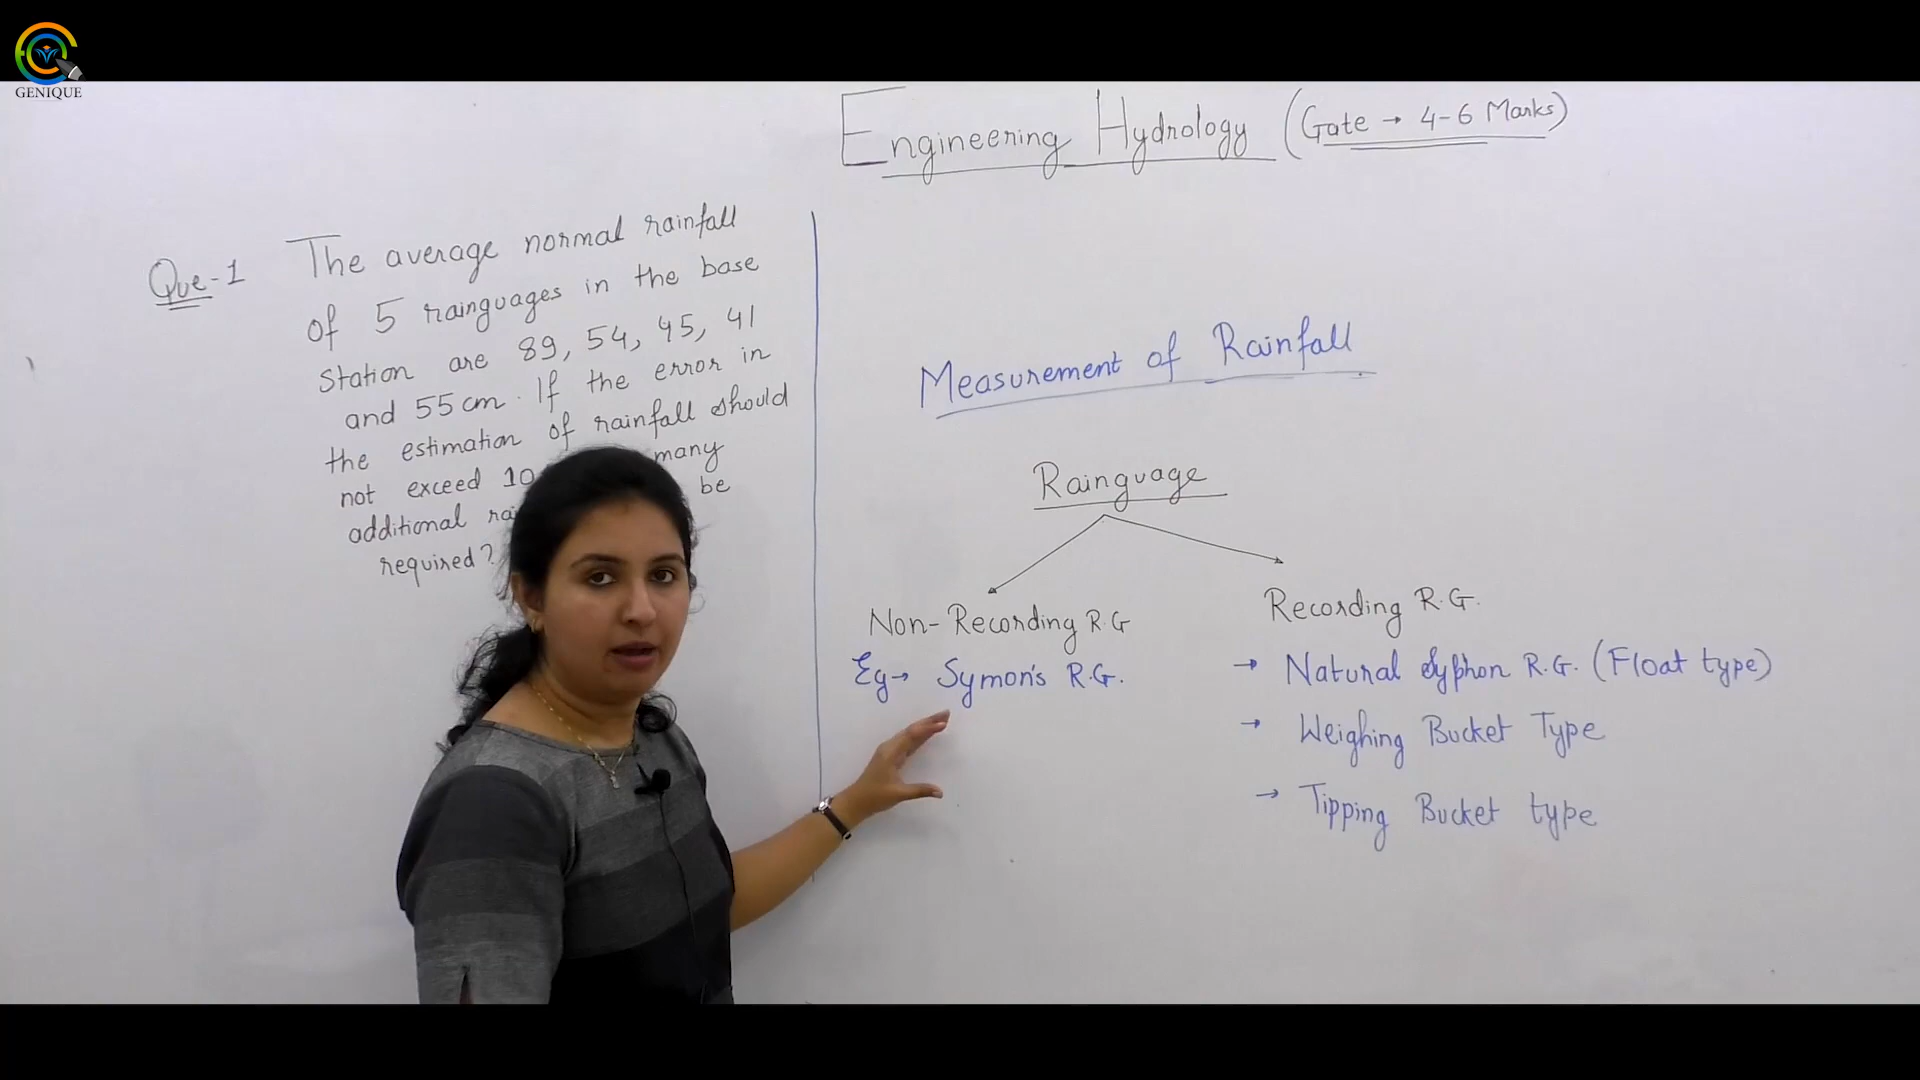 GENIQUE
Engineering Hydrology (Gate → 4-6 Marks)
Que-1 The average normal rainfall
of 5 rainguages in the base
station are 89, 54, 45, 41
and 55 cm. If the error in
the estimation of rainfall should
not exceed 10 many
additional be
required?
Measurement of Rainfall
Rainguage
Non-Recording R.G
Eg→ Symon's R.G.
Recording R.G.
→ Natural Syphon R.G. (Float type)
→ Weighing Bucket Type
→ Tipping Bucket type